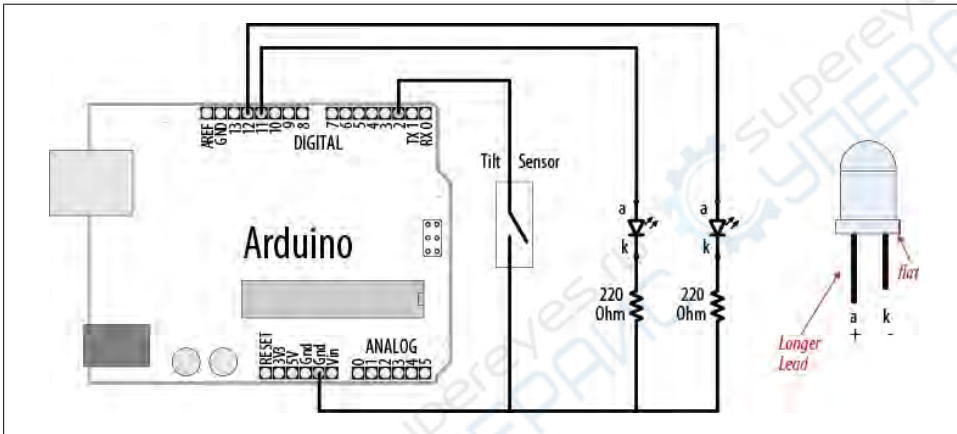 AREF
GND
13
12
11
10
9
8
7
6
5
4
3
2
TX 1
RX 0
DIGITAL
Tilt Sensor
a
k
a
k
220
Ohm
220
Ohm
Arduino
RESET
3V3
5V
Gnd
Gnd
Vin
ANALOG
0
1
2
3
4
5
flat
a
k
+
-
Longer
Lead
supereyes.ru